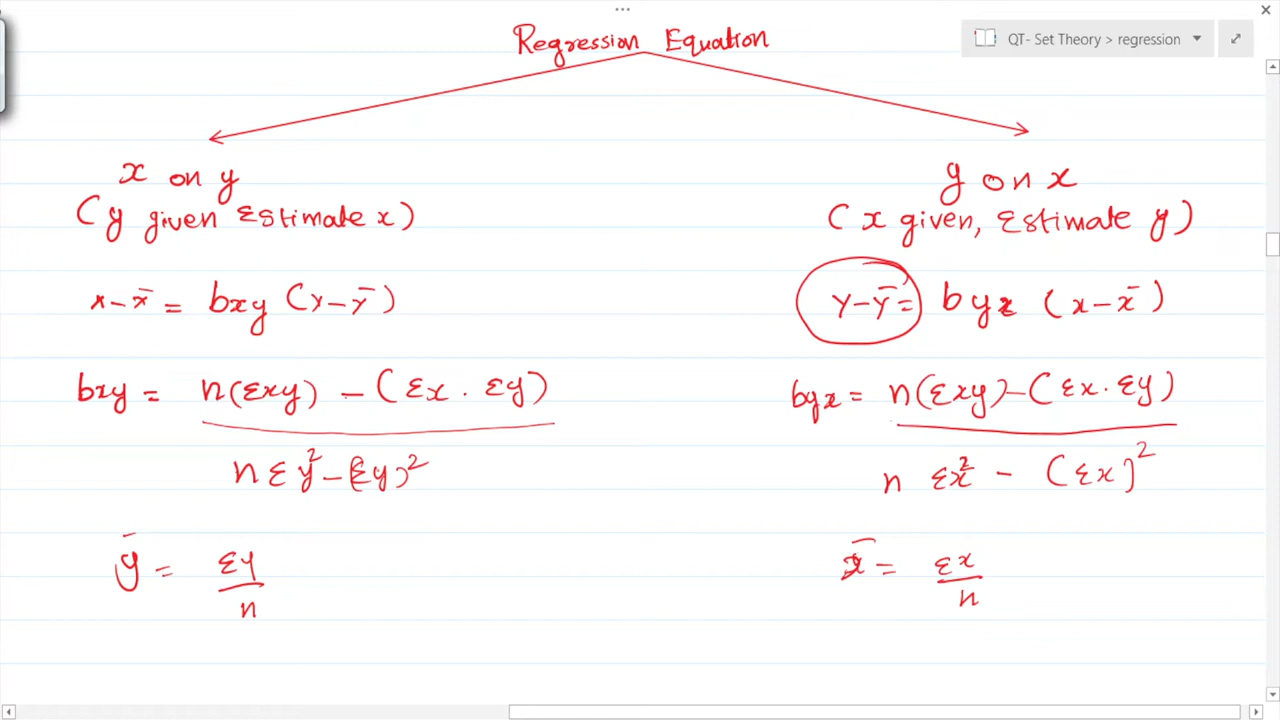 Regression Equation
QT- Set Theory > regression
x on y
(y given Estimate x)
x - x̄ = bxy (y - ȳ)
bxy = n(Σxy) - (Σx . Σy)
nΣy² - (Σy)²
ȳ = Σy
n
y on x
(x given, Estimate y)
y - ȳ = byx (x - x̄)
byx = n(Σxy) - (Σx . Σy)
n Σx² - (Σx)²
x̄ = Σx
n